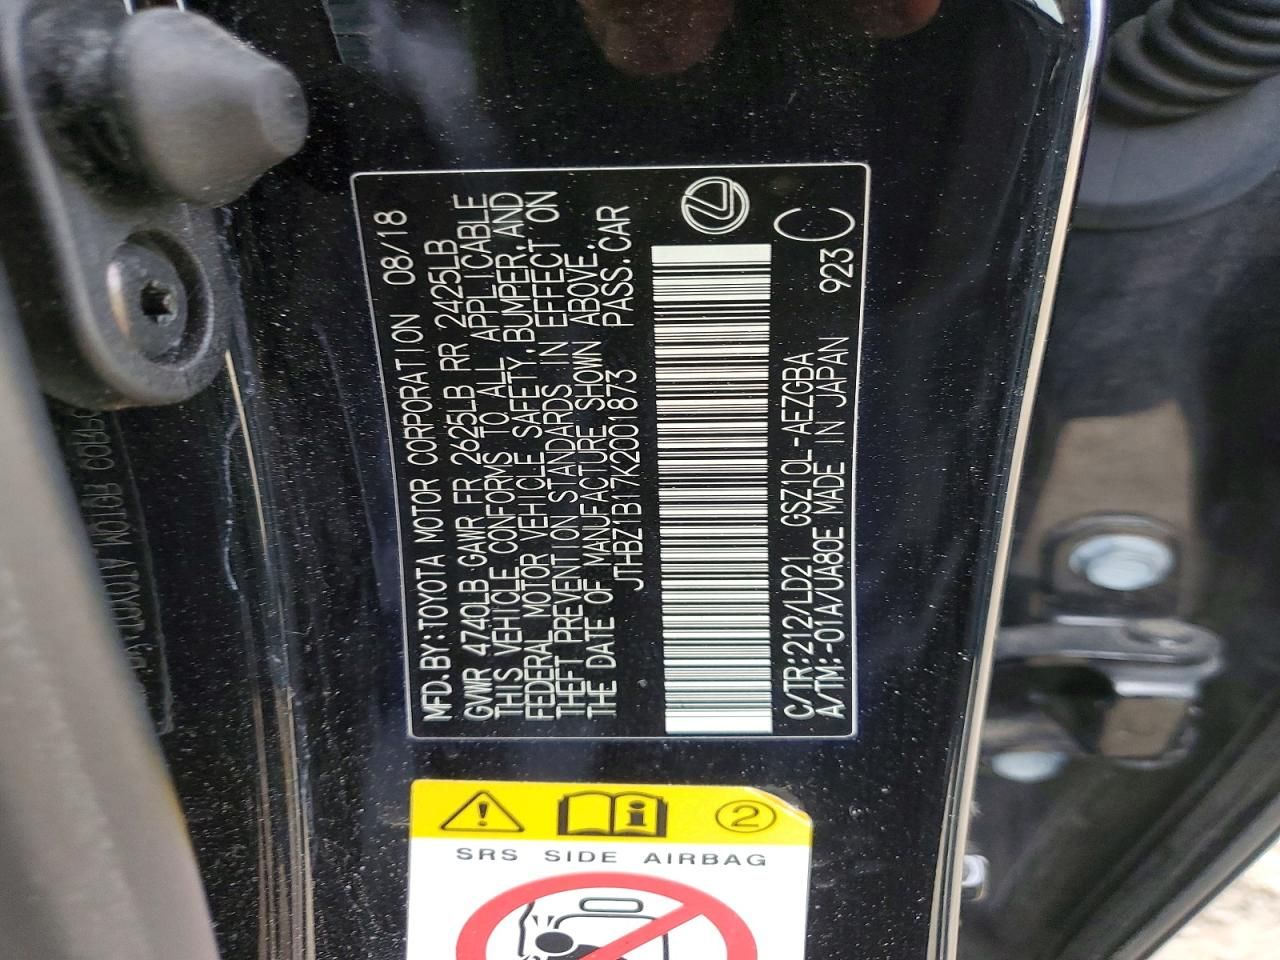 MFD.BY:TOYOTA MOTOR CORPORATION 08/18
GVWR 4740LB GAWR FR 2625LB RR 2425LB
THIS VEHICLE CONFORMS TO ALL APPLICABLE
FEDERAL MOTOR VEHICLE SAFETY,BUMPER,AND
THEFT PREVENTION STANDARDS IN EFFECT ON
THE DATE OF MANUFACTURE SHOWN ABOVE.
JTHBZ1B17K2001873 PASS.CAR
C/TR:212/LD21 GSZ10L-AEZGBA
A/TM:-01A/UA80E MADE IN JAPAN 923
C
2
SRS SIDE AIRBAG